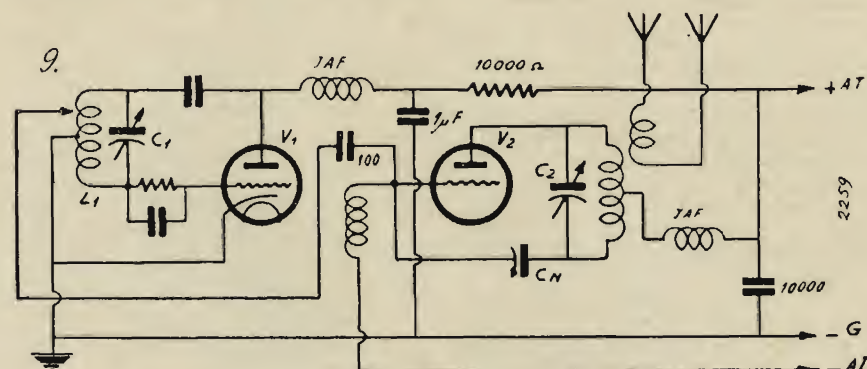 9.
JAF
10000 Ω
+ AT
C1
V1
1µF
100
V2
C2
L1
JAF
2259
CN
10000
- G
- AT